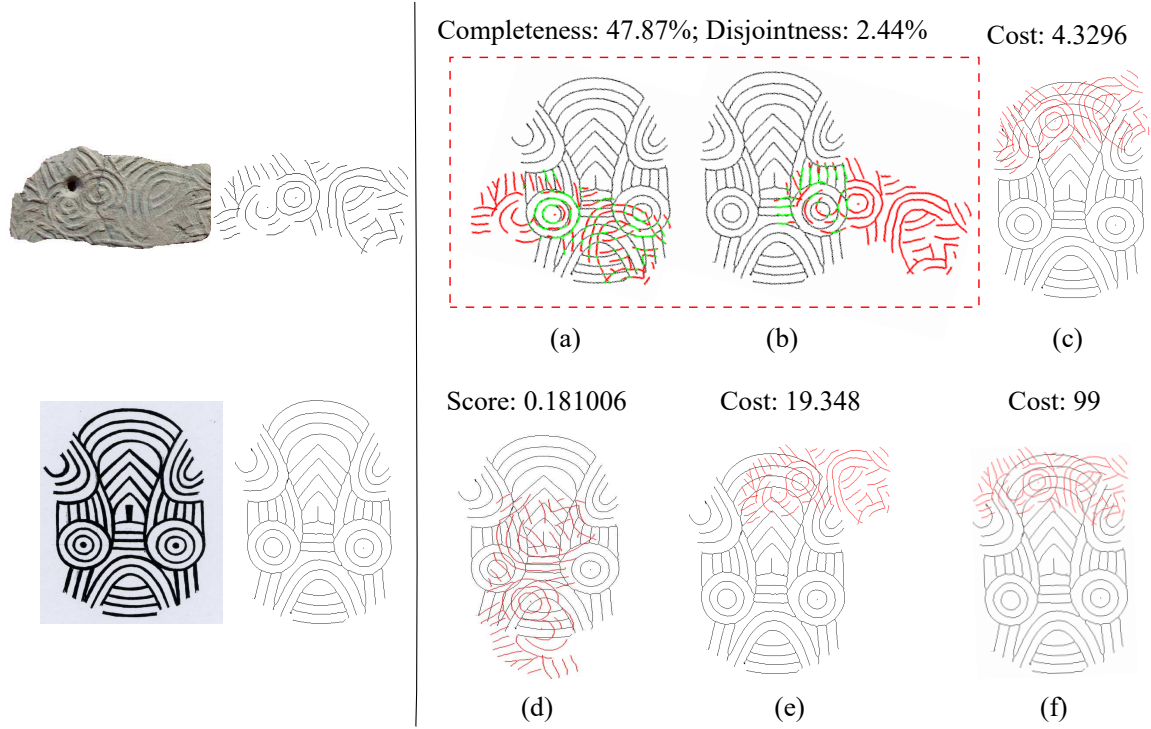 Completeness: 47.87%; Disjointness: 2.44%
Cost: 4.3296
(a)
(b)
(c)
Score: 0.181006
Cost: 19.348
Cost: 99
(d)
(e)
(f)